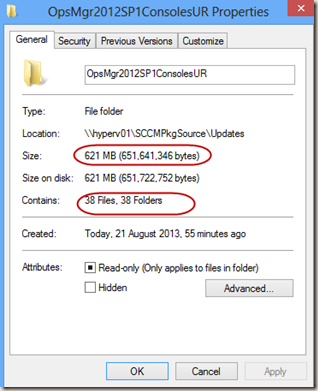 OpsMgr2012SP1ConsolesUR Properties
General Security Previous Versions Customize
OpsMgr2012SP1ConsolesUR
Type: File folder
Location: \\hyperv01\SCCMPkgSource\Updates
Size: 621 MB (651,641,346 bytes)
Size on disk: 621 MB (651,722,752 bytes)
Contains: 38 Files, 38 Folders
Created: Today, 21 August 2013, 55 minutes ago
Attributes: Read-only (Only applies to files in folder)
Hidden Advanced...
OK Cancel Apply